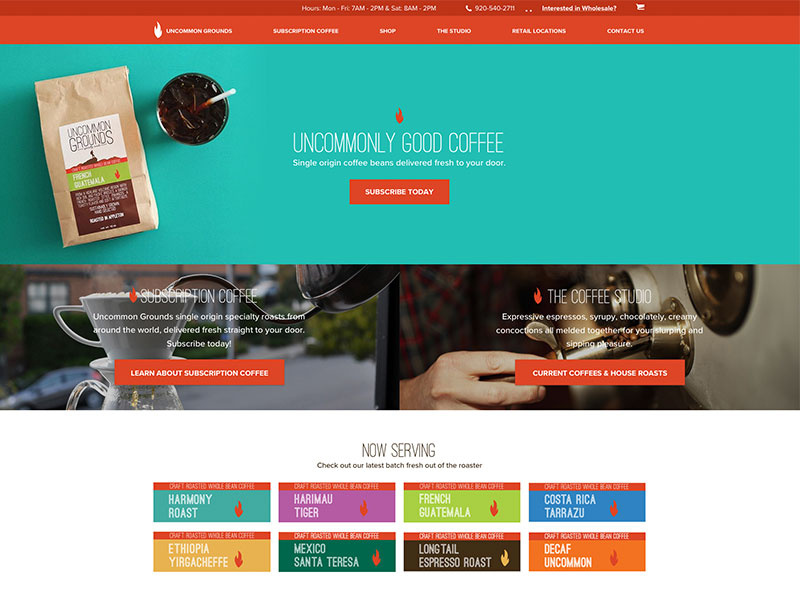 Hours: Mon - Fri: 7AM - 2PM & Sat: 8AM - 2PM
920-540-2711
Interested in Wholesale?
UNCOMMON GROUNDS
SUBSCRIPTION COFFEE
SHOP
THE STUDIO
RETAIL LOCATIONS
CONTACT US
UNCOMMON
GROUNDS
CRAFT ROASTED WHOLE BEAN COFFEE
FRENCH
GUATEMALA
ROASTED IN APPLETON
UNCOMMONLY GOOD COFFEE
Single origin coffee beans delivered fresh to your door.
SUBSCRIBE TODAY
SUBSCRIPTION COFFEE
Uncommon Grounds single origin specialty roasts from
around the world, delivered fresh straight to your door.
Subscribe today!
LEARN ABOUT SUBSCRIPTION COFFEE
THE COFFEE STUDIO
Expressive espressos, syrupy, chocolately, creamy
concoctions all melded together for your slurping and
sipping pleasure.
CURRENT COFFEES & HOUSE ROASTS
NOW SERVING
Check out our latest batch fresh out of the roaster
CRAFT ROASTED WHOLE BEAN COFFEE
HARMONY
ROAST
CRAFT ROASTED WHOLE BEAN COFFEE
HARIMAU
TIGER
CRAFT ROASTED WHOLE BEAN COFFEE
FRENCH
GUATEMALA
CRAFT ROASTED WHOLE BEAN COFFEE
COSTA RICA
TARRAZU
CRAFT ROASTED WHOLE BEAN COFFEE
ETHIOPIA
YIRGACHEFFE
CRAFT ROASTED WHOLE BEAN COFFEE
MEXICO
SANTA TERESA
CRAFT ROASTED WHOLE BEAN COFFEE
LONGTAIL
ESPRESSO ROAST
CRAFT ROASTED WHOLE BEAN COFFEE
DECAF
UNCOMMON